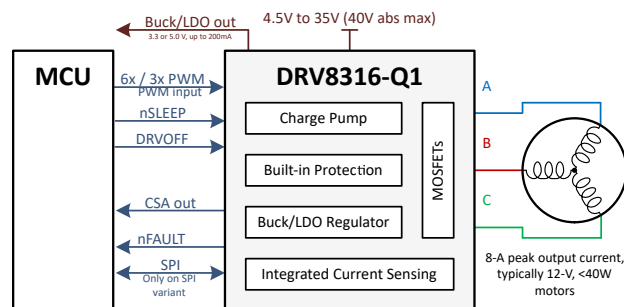 Buck/LDO out
3.3 or 5.0 V, up to 200mA
4.5V to 35V (40V abs max)
MCU
6x / 3x PWM
PWM input
nSLEEP
DRVOFF
CSA out
nFAULT
SPI
Only on SPI
variant
DRV8316-Q1
Charge Pump
Built-in Protection
Buck/LDO Regulator
Integrated Current Sensing
MOSFETs
A
B
C
8-A peak output current,
typically 12-V, <40W
motors